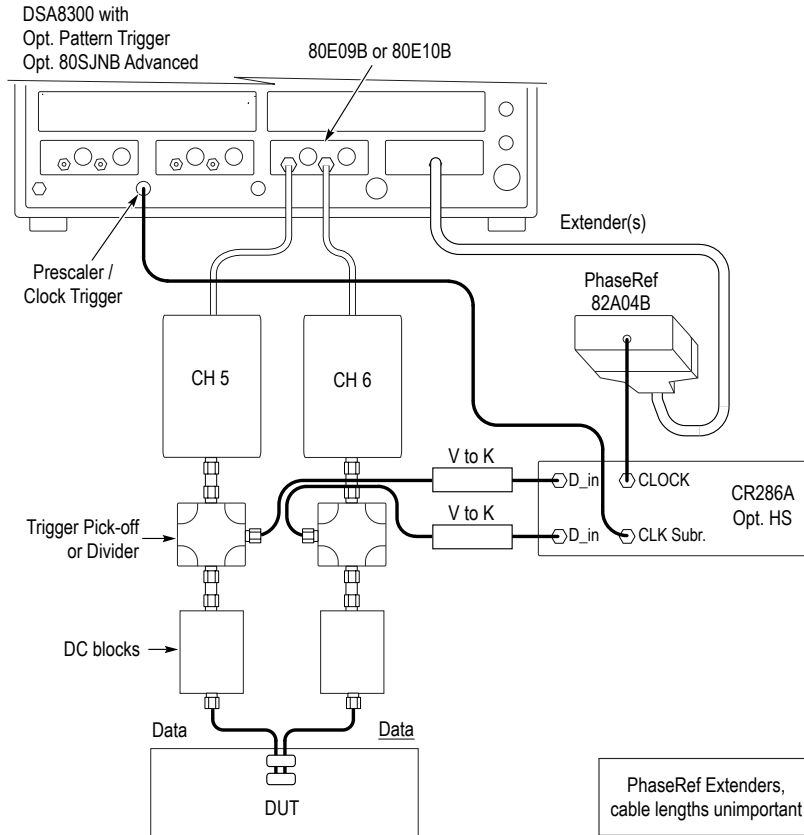 DSA8300 with
Opt. Pattern Trigger
Opt. 80SJNB Advanced
80E09B or 80E10B
Extender(s)
Prescaler /
Clock Trigger
PhaseRef
82A04B
CH 5
CH 6
V to K
D_in
CLOCK
CR286A
Opt. HS
Trigger Pick-off
or Divider
V to K
D_in
CLK Subr.
DC blocks
Data
Data
DUT
PhaseRef Extenders,
cable lengths unimportant